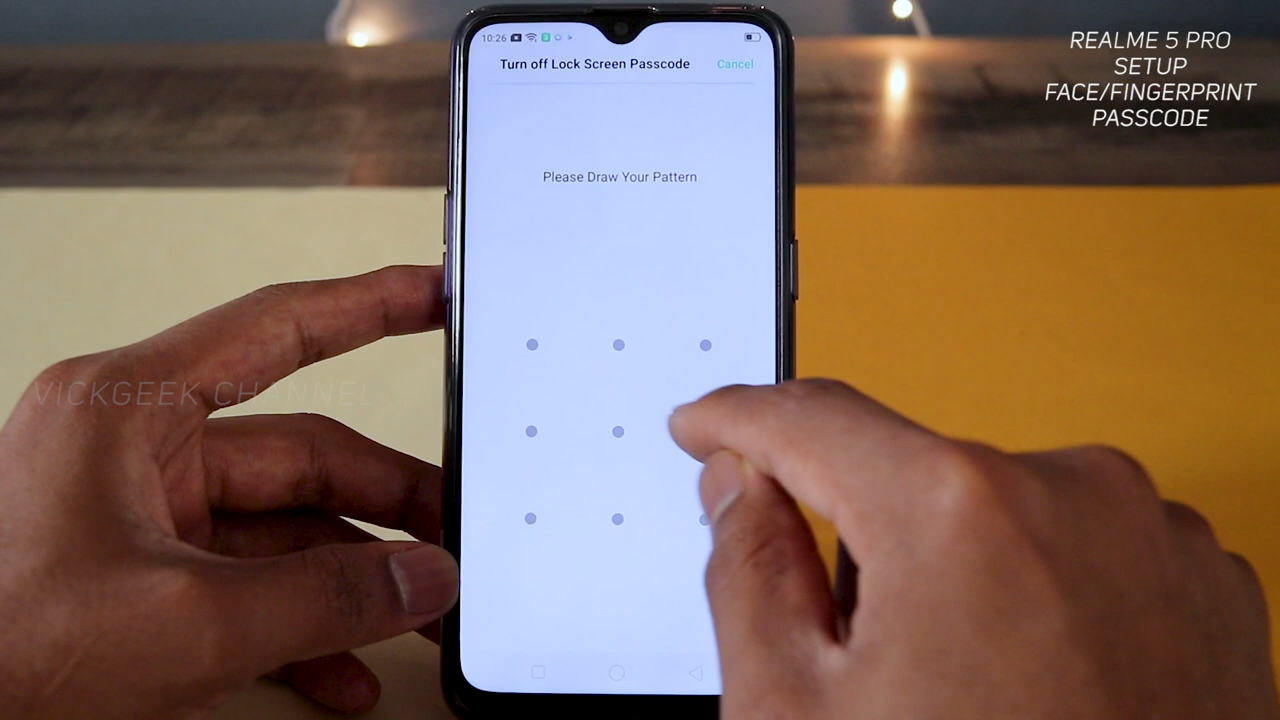 10:26
Turn off Lock Screen Passcode Cancel
Please Draw Your Pattern
REALME 5 PRO
SETUP
FACE/FINGERPRINT
PASSCODE
VICKGEEK CHANNEL